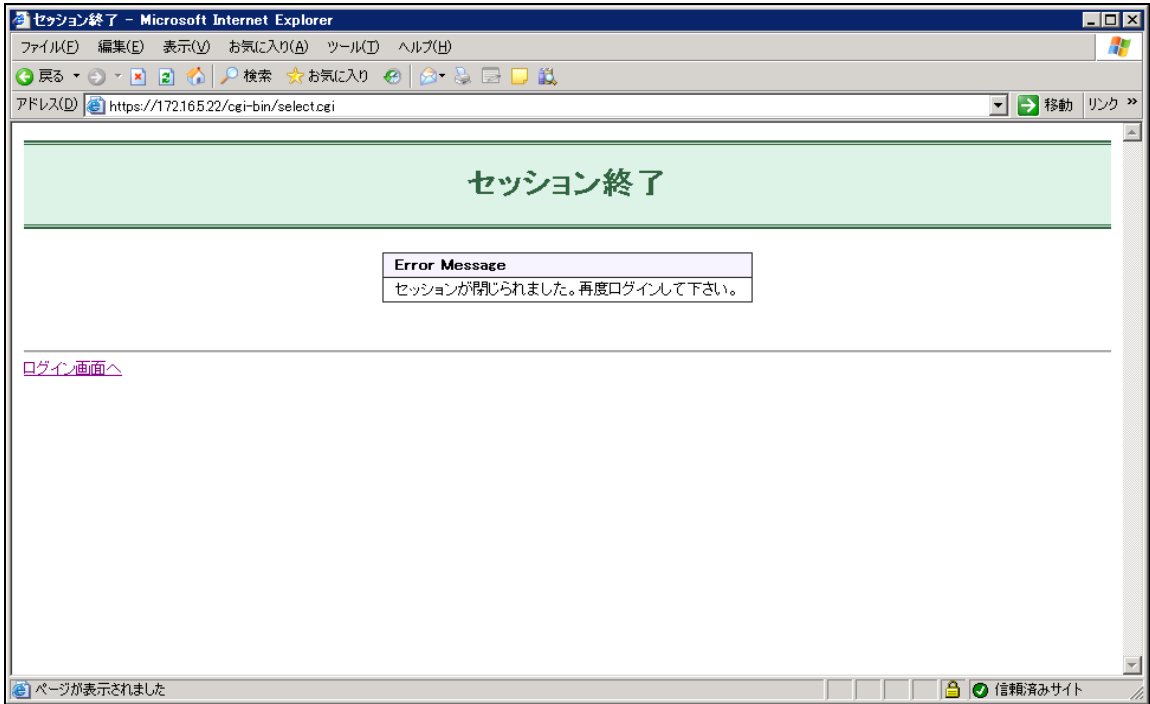 セッション終了 - Microsoft Internet Explorer
ファイル(F) 編集(E) 表示(V) お気に入り(A) ツール(T) ヘルプ(H)
戻る 検索 お気に入り
アドレス(D) https://172.16.5.22/cgi-bin/select.cgi 移動 リンク »
セッション終了
Error Message
セッションが閉じられました。再度ログインして下さい。
ログイン画面へ
ページが表示されました 信頼済みサイト